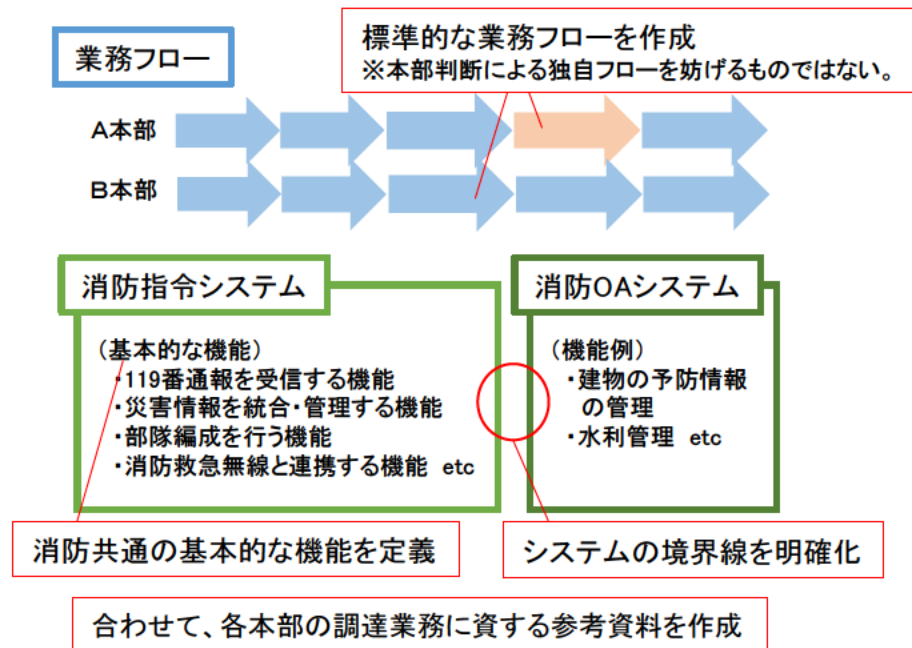 標準的な業務フローを作成
※本部判断による独自フローを妨げるものではない。
業務フロー
A本部
B本部
消防指令システム
（基本的な機能）
・119番通報を受信する機能
・災害情報を統合・管理する機能
・部隊編成を行う機能
・消防救急無線と連携する機能 etc
消防OAシステム
（機能例）
・建物の予防情報
の管理
・水利管理 etc
消防共通の基本的な機能を定義
システムの境界線を明確化
合わせて、各本部の調達業務に資する参考資料を作成